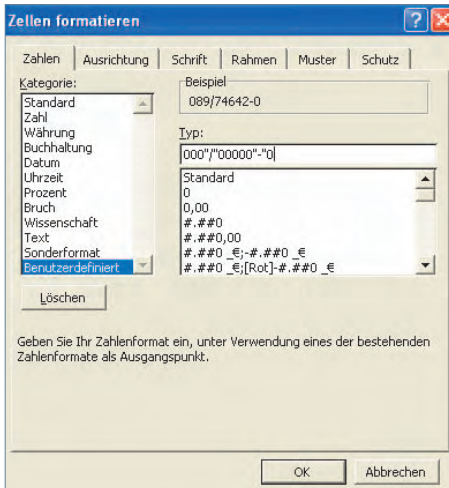 Zellen formatieren
Zahlen Ausrichtung Schrift Rahmen Muster Schutz
Kategorie:
Standard
Zahl
Währung
Buchhaltung
Datum
Uhrzeit
Prozent
Bruch
Wissenschaft
Text
Sonderformat
Benutzerdefiniert
Beispiel
089/74642-0
Typ:
000"/"00000"-"0
Standard
0
0,00
#.##0
#.##0,00
#.##0 _€;-#.##0 _€
#.##0 _€;[Rot]-#.##0 _€
Löschen
Geben Sie Ihr Zahlenformat ein, unter Verwendung eines der bestehenden
Zahlenformate als Ausgangspunkt.
OK Abbrechen